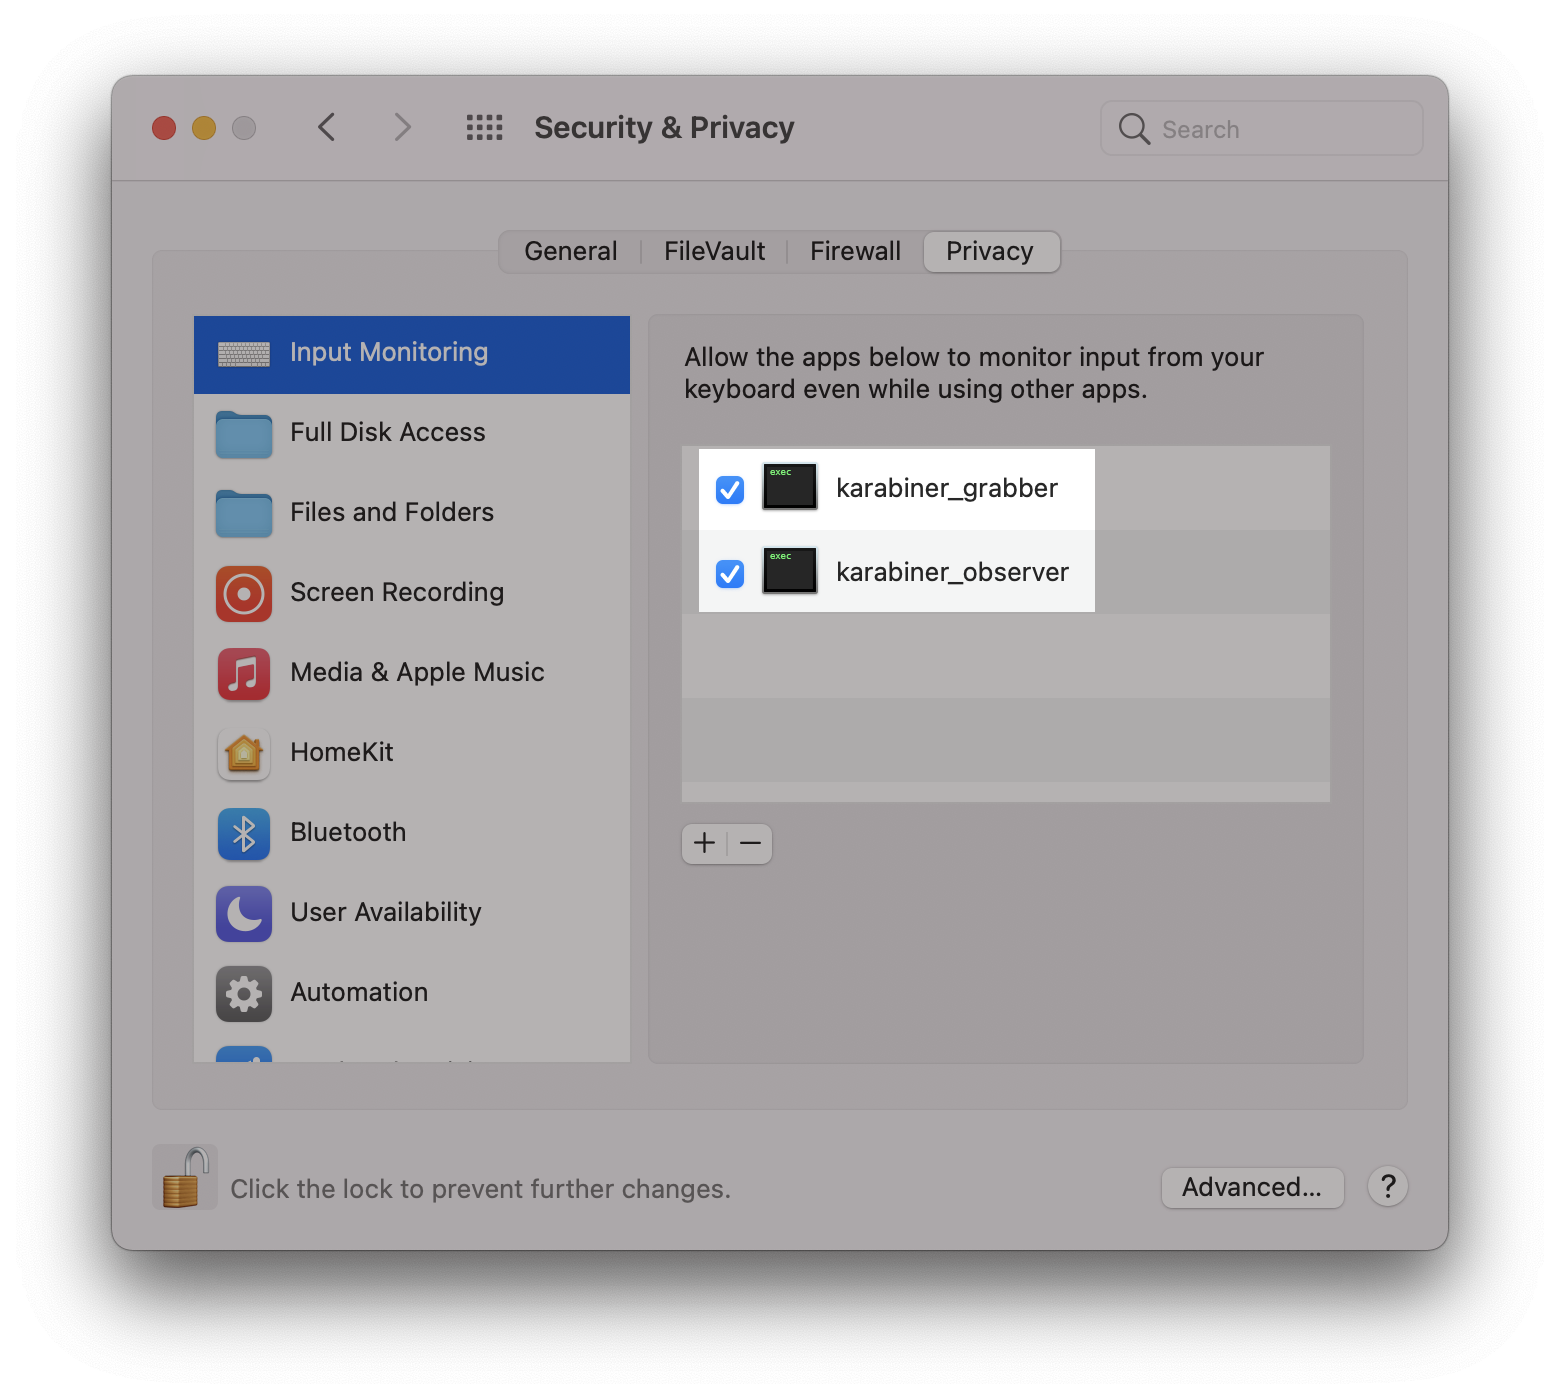 Security & Privacy
Search
General
FileVault
Firewall
Privacy
Input Monitoring
Full Disk Access
Files and Folders
Screen Recording
Media & Apple Music
HomeKit
Bluetooth
User Availability
Automation
Allow the apps below to monitor input from your
keyboard even while using other apps.
exec
karabiner_grabber
exec
karabiner_observer
Click the lock to prevent further changes.
Advanced...
?